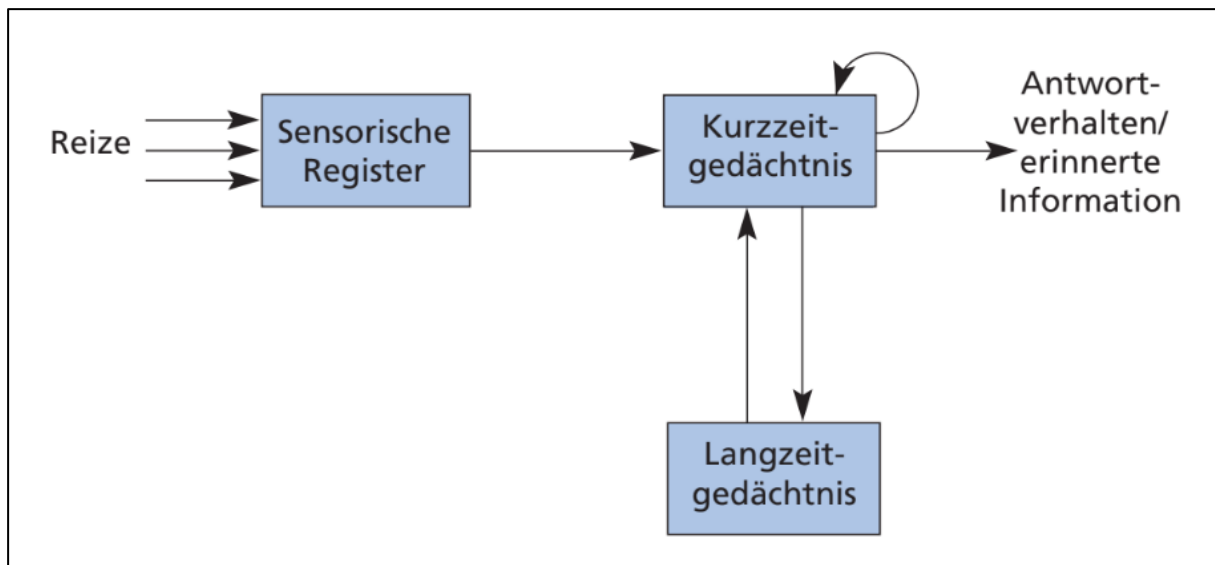 Reize
Sensorische
Register
Kurzzeit-
gedächtnis
Antwort-
verhalten/
erinnerte
Information
Langzeit-
gedächtnis